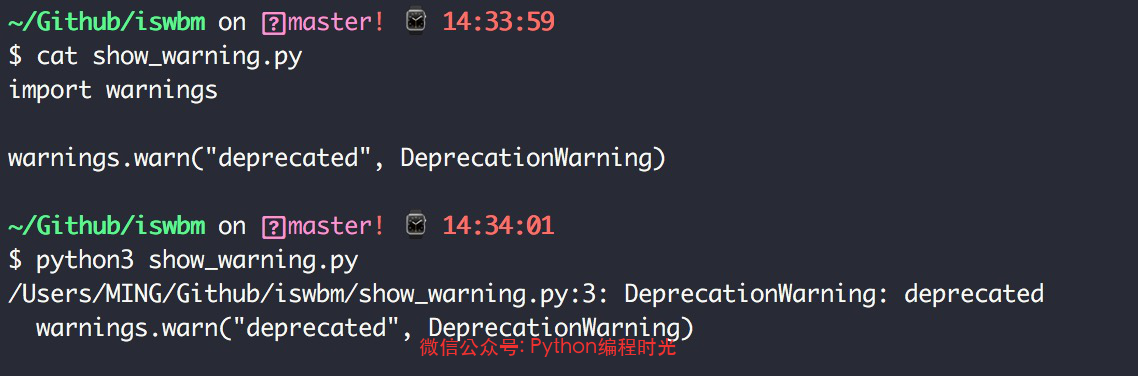 ~/Github/iswbm on master! 14:33:59
$ cat show_warning.py
import warnings
warnings.warn("deprecated", DeprecationWarning)
~/Github/iswbm on master! 14:34:01
$ python3 show_warning.py
/Users/MING/Github/iswbm/show_warning.py:3: DeprecationWarning: deprecated
warnings.warn("deprecated", DeprecationWarning)
微信公众号: Python编程时光